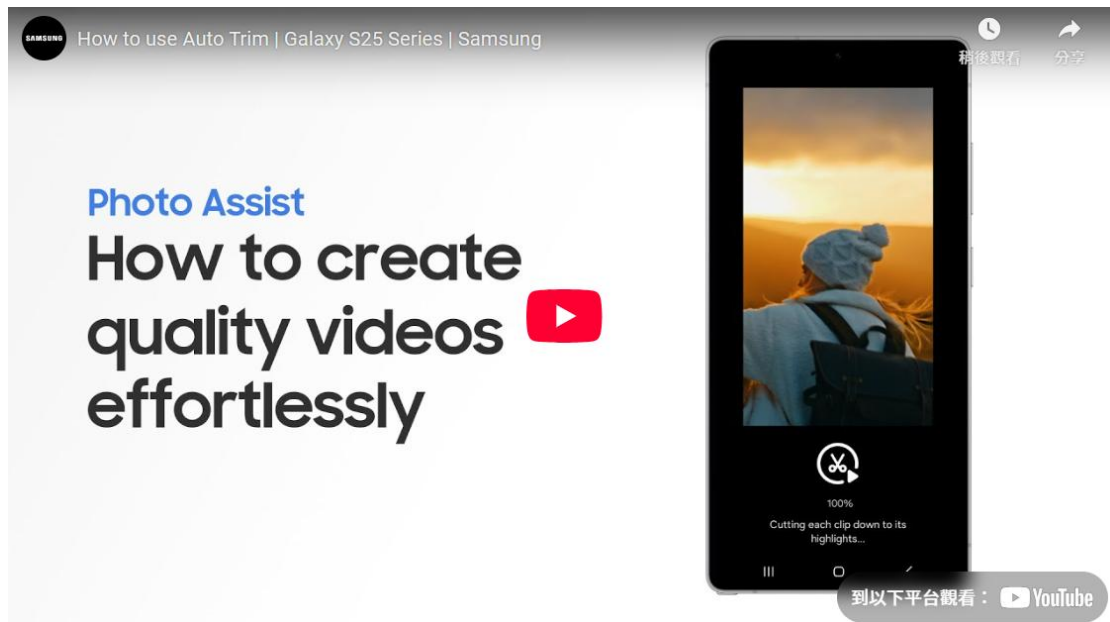 SAMSUNG
How to use Auto Trim | Galaxy S25 Series | Samsung
稍後觀看
分享
Photo Assist
How to create
quality videos
effortlessly
100%
Cutting each clip down to its
highlights...
到以下平台觀看：
YouTube